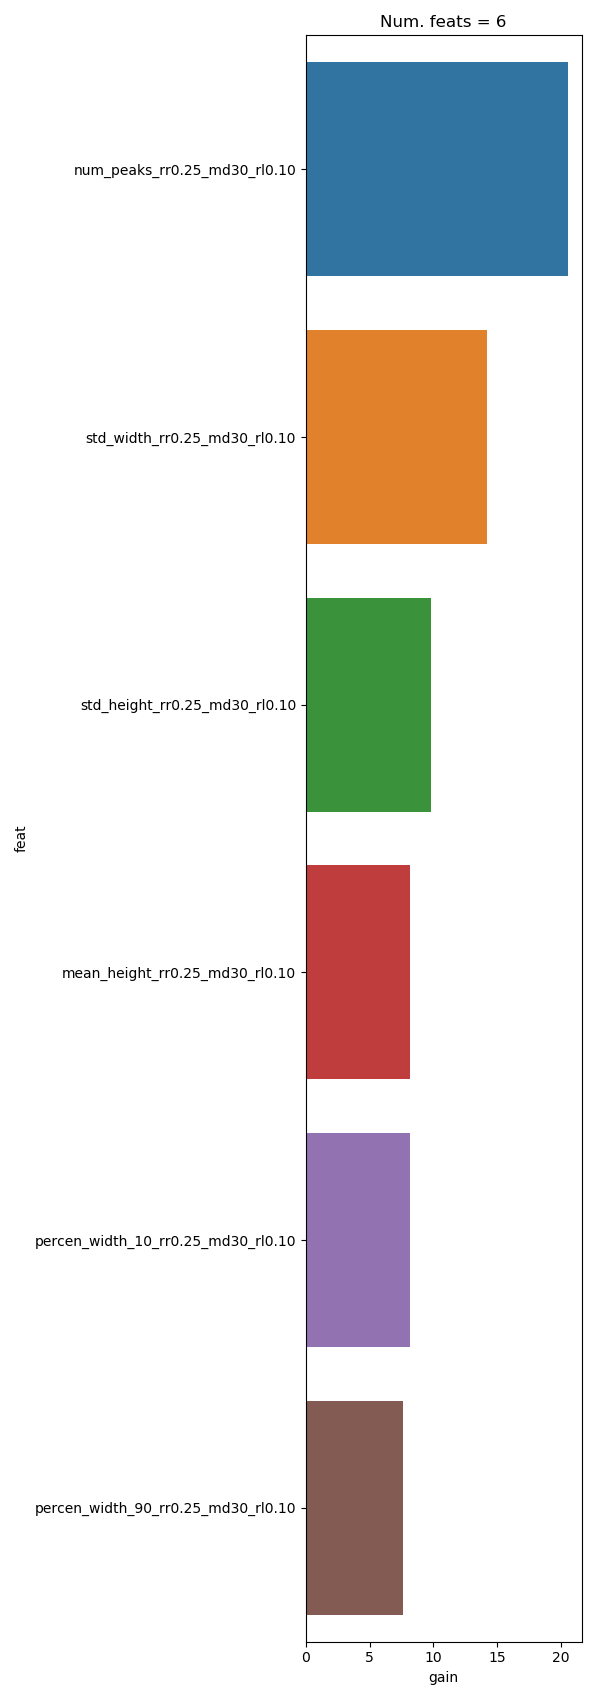 Num. feats = 6
num_peaks_rr0.25_md30_rl0.10
std_width_rr0.25_md30_rl0.10
std_height_rr0.25_md30_rl0.10
feat
mean_height_rr0.25_md30_rl0.10
percen_width_10_rr0.25_md30_rl0.10
percen_width_90_rr0.25_md30_rl0.10
0 5 10 15 20
gain